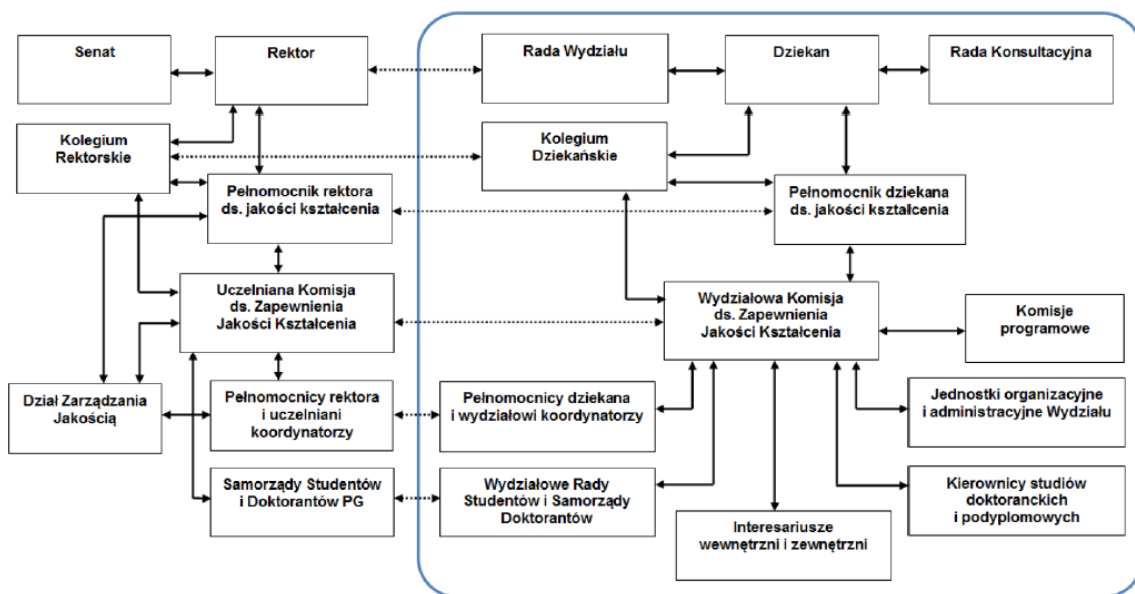 Senat
Rektor
Rada Wydziału
Dziekan
Rada Konsultacyjna
Kolegium
Rektorskie
Kolegium
Dziekańskie
Pełnomocnik rektora
ds. jakości kształcenia
Pełnomocnik dziekana
ds. jakości kształcenia
Uczelniana Komisja
ds. Zapewnienia
Jakości Kształcenia
Wydziałowa Komisja
ds. Zapewnienia
Jakości Kształcenia
Komisje
programowe
Dział Zarządzania
Jakością
Pełnomocnicy rektora
i uczelniani
koordynatorzy
Pełnomocnicy dziekana
i wydziałowi koordynatorzy
Jednostki organizacyjne
i administracyjne Wydziału
Samorządy Studentów
i Doktorantów PG
Wydziałowe Rady
Studentów i Samorządy
Doktorantów
Kierownicy studiów
doktoranckich
i podyplomowych
Interesariusze
wewnętrzni i zewnętrzni